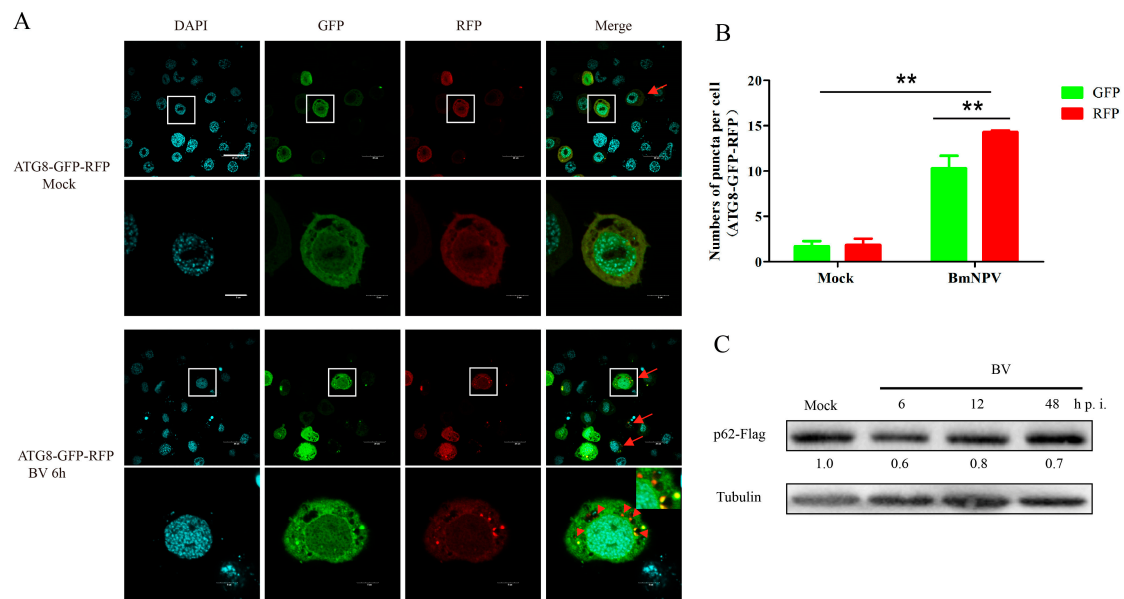 A
DAPI GFP RFP Merge
ATG8-GFP-RFP
Mock
ATG8-GFP-RFP
BV 6h
B
Numbers of puncta per cell
(ATG8-GFP-RFP)
20
15
10
5
0
** **
GFP
RFP
Mock BmNPV
C
BV
Mock 6 12 48 h p. i.
p62-Flag
1.0 0.6 0.8 0.7
Tubulin